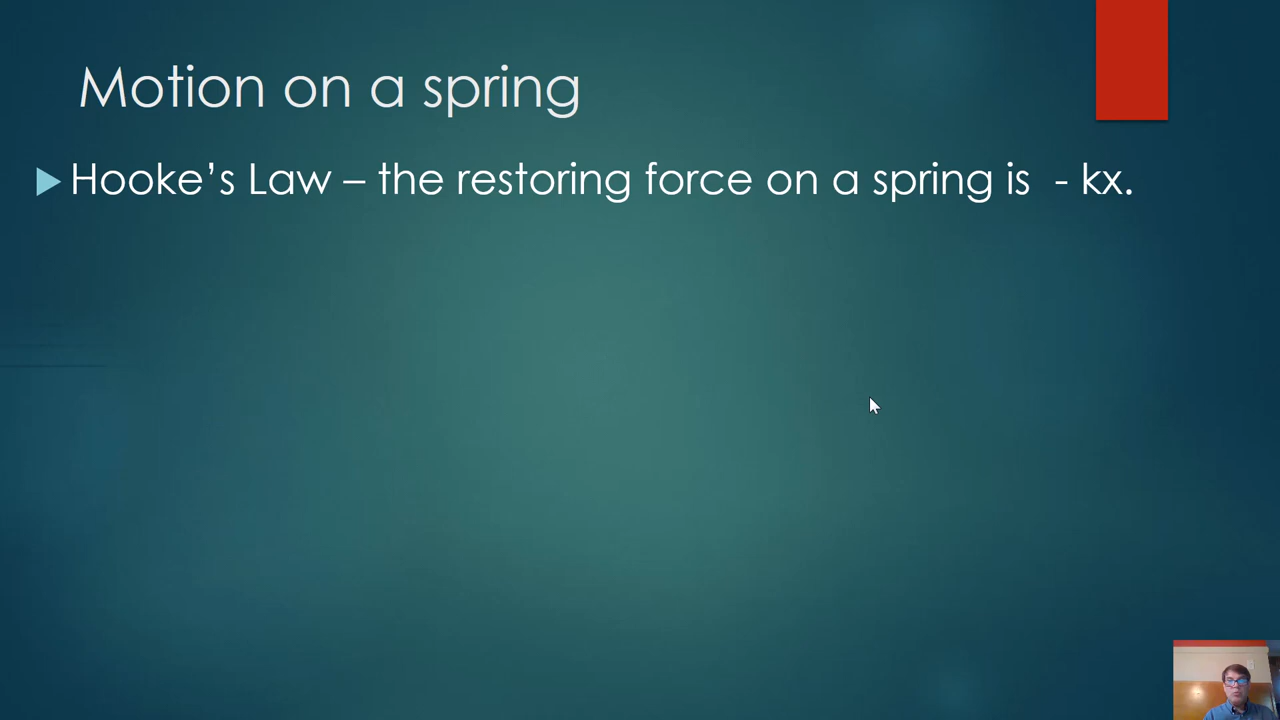 Motion on a spring
Hooke’s Law – the restoring force on a spring is - kx.